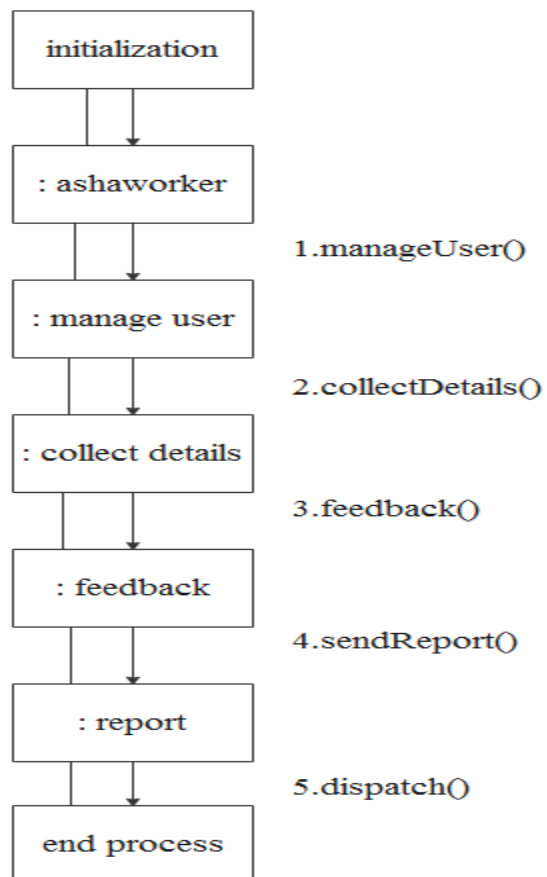 initialization
: ashaworker
1.manageUser()
: manage user
2.collectDetails()
: collect details
3.feedback()
: feedback
4.sendReport()
: report
5.dispatch()
end process